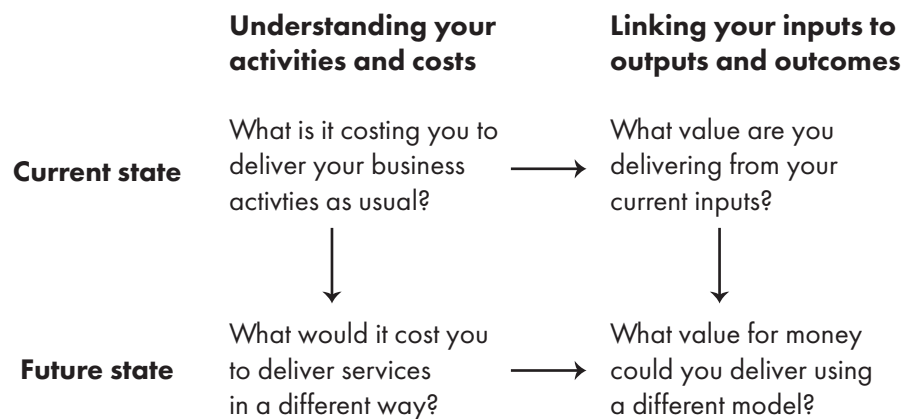 Understanding your
activities and costs
Linking your inputs to
outputs and outcomes
Current state
What is it costing you to
deliver your business
activties as usual?
What value are you
delivering from your
current inputs?
Future state
What would it cost you
to deliver services
in a different way?
What value for money
could you deliver using
a different model?